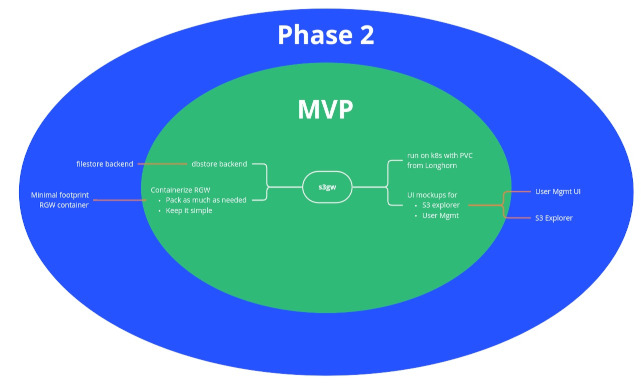 Phase 2
MVP
filestore backend
dbstore backend
Containerize RGW
• Pack as much as needed
• Keep it simple
Minimal footprint
RGW container
s3gw
run on k8s with PVC
from Longhorn
UI mockups for
• S3 explorer
• User Mgmt
User Mgmt UI
S3 Explorer